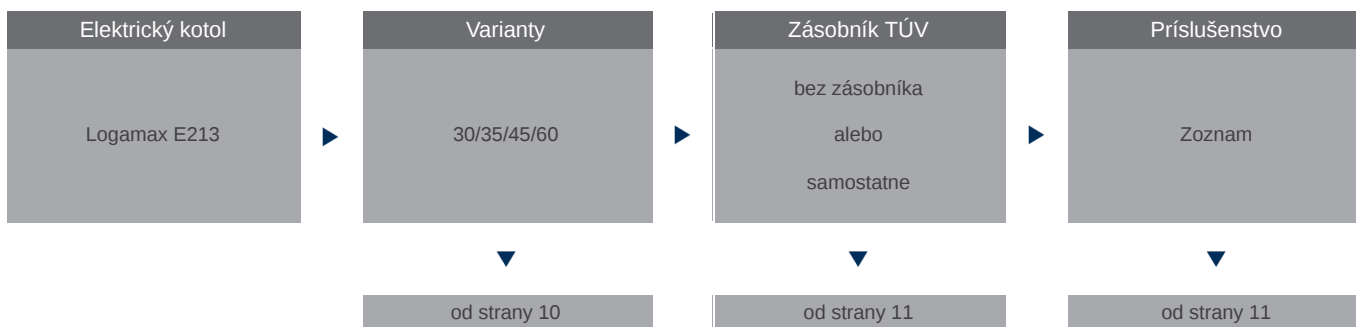 Elektrický kotol
Logamax E213
Varianty
30/35/45/60
od strany 10
Zásobník TÚV
bez zásobníka
alebo
samostatne
od strany 11
Príslušenstvo
Zoznam
od strany 11